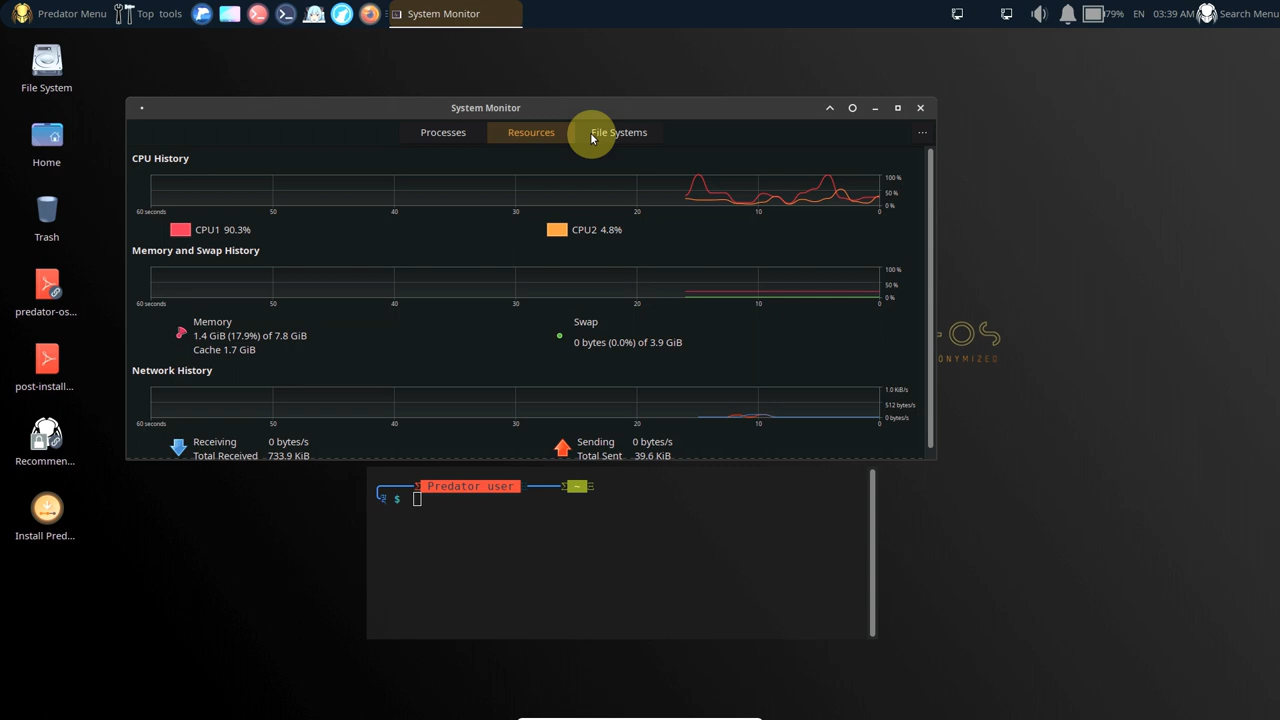 Predator Menu Top tools System Monitor 79% EN 03:39 AM Search Menu
File System
Home
Trash
predator-os...
post-install...
Recommen...
Install Pred...
System Monitor
Processes Resources File Systems
CPU History
100 %
50 %
0 %
60 seconds 50 40 30 20 10 0
CPU1 90.3% CPU2 4.8%
Memory and Swap History
100 %
50 %
0 %
60 seconds 50 40 30 20 10 0
Memory Swap
1.4 GiB (17.9%) of 7.8 GiB 0 bytes (0.0%) of 3.9 GiB
Cache 1.7 GiB
Network History
1.0 KiB/s
512 bytes/s
0 bytes/s
60 seconds 50 40 30 20 10 0
Receiving 0 bytes/s Sending 0 bytes/s
Total Received 733.9 KiB Total Sent 39.6 KiB
Predator user ~
$